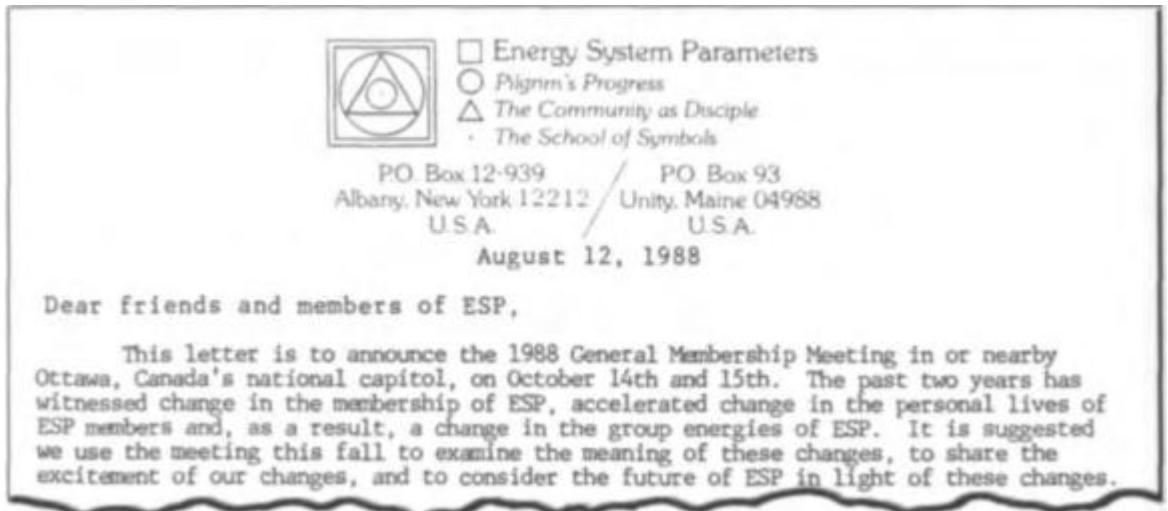 Energy System Parameters
Pilgrim's Progress
The Community as Disciple
The School of Symbols
P.O. Box 12-939
Albany, New York 12212
U.S.A.
P.O. Box 93
Unity, Maine 04988
U.S.A.
August 12, 1988
Dear friends and members of ESP,
This letter is to announce the 1988 General Membership Meeting in or nearby
Ottawa, Canada's national capitol, on October 14th and 15th. The past two years has
witnessed change in the membership of ESP, accelerated change in the personal lives of
ESP members and, as a result, a change in the group energies of ESP. It is suggested
we use the meeting this fall to examine the meaning of these changes, to share the
excitement of our changes, and to consider the future of ESP in light of these changes.